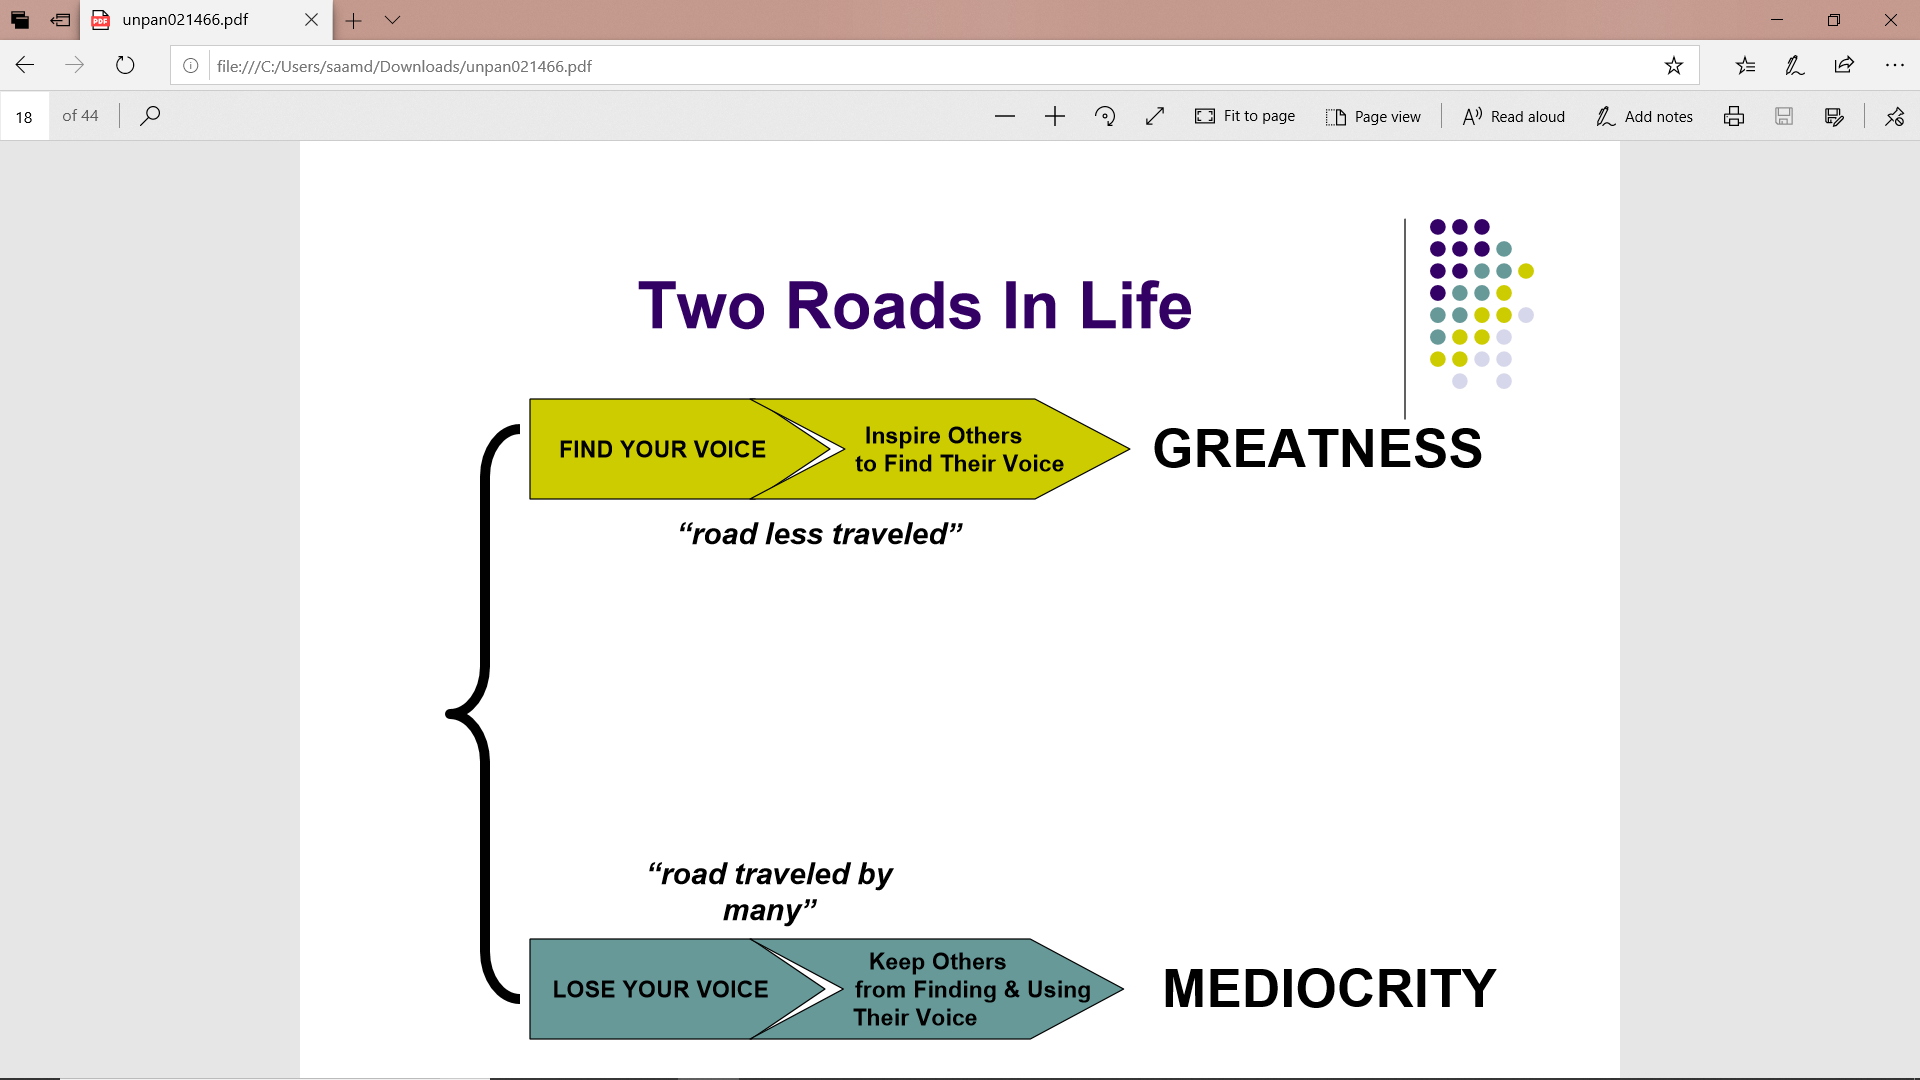 unpan021466.pdf
file:///C:/Users/saamd/Downloads/unpan021466.pdf
18 of 44
Fit to page
Page view
Read aloud
Add notes
Two Roads In Life
FIND YOUR VOICE
Inspire Others
to Find Their Voice
GREATNESS
“road less traveled”
“road traveled by
many”
LOSE YOUR VOICE
Keep Others
from Finding & Using
Their Voice
MEDIOCRITY